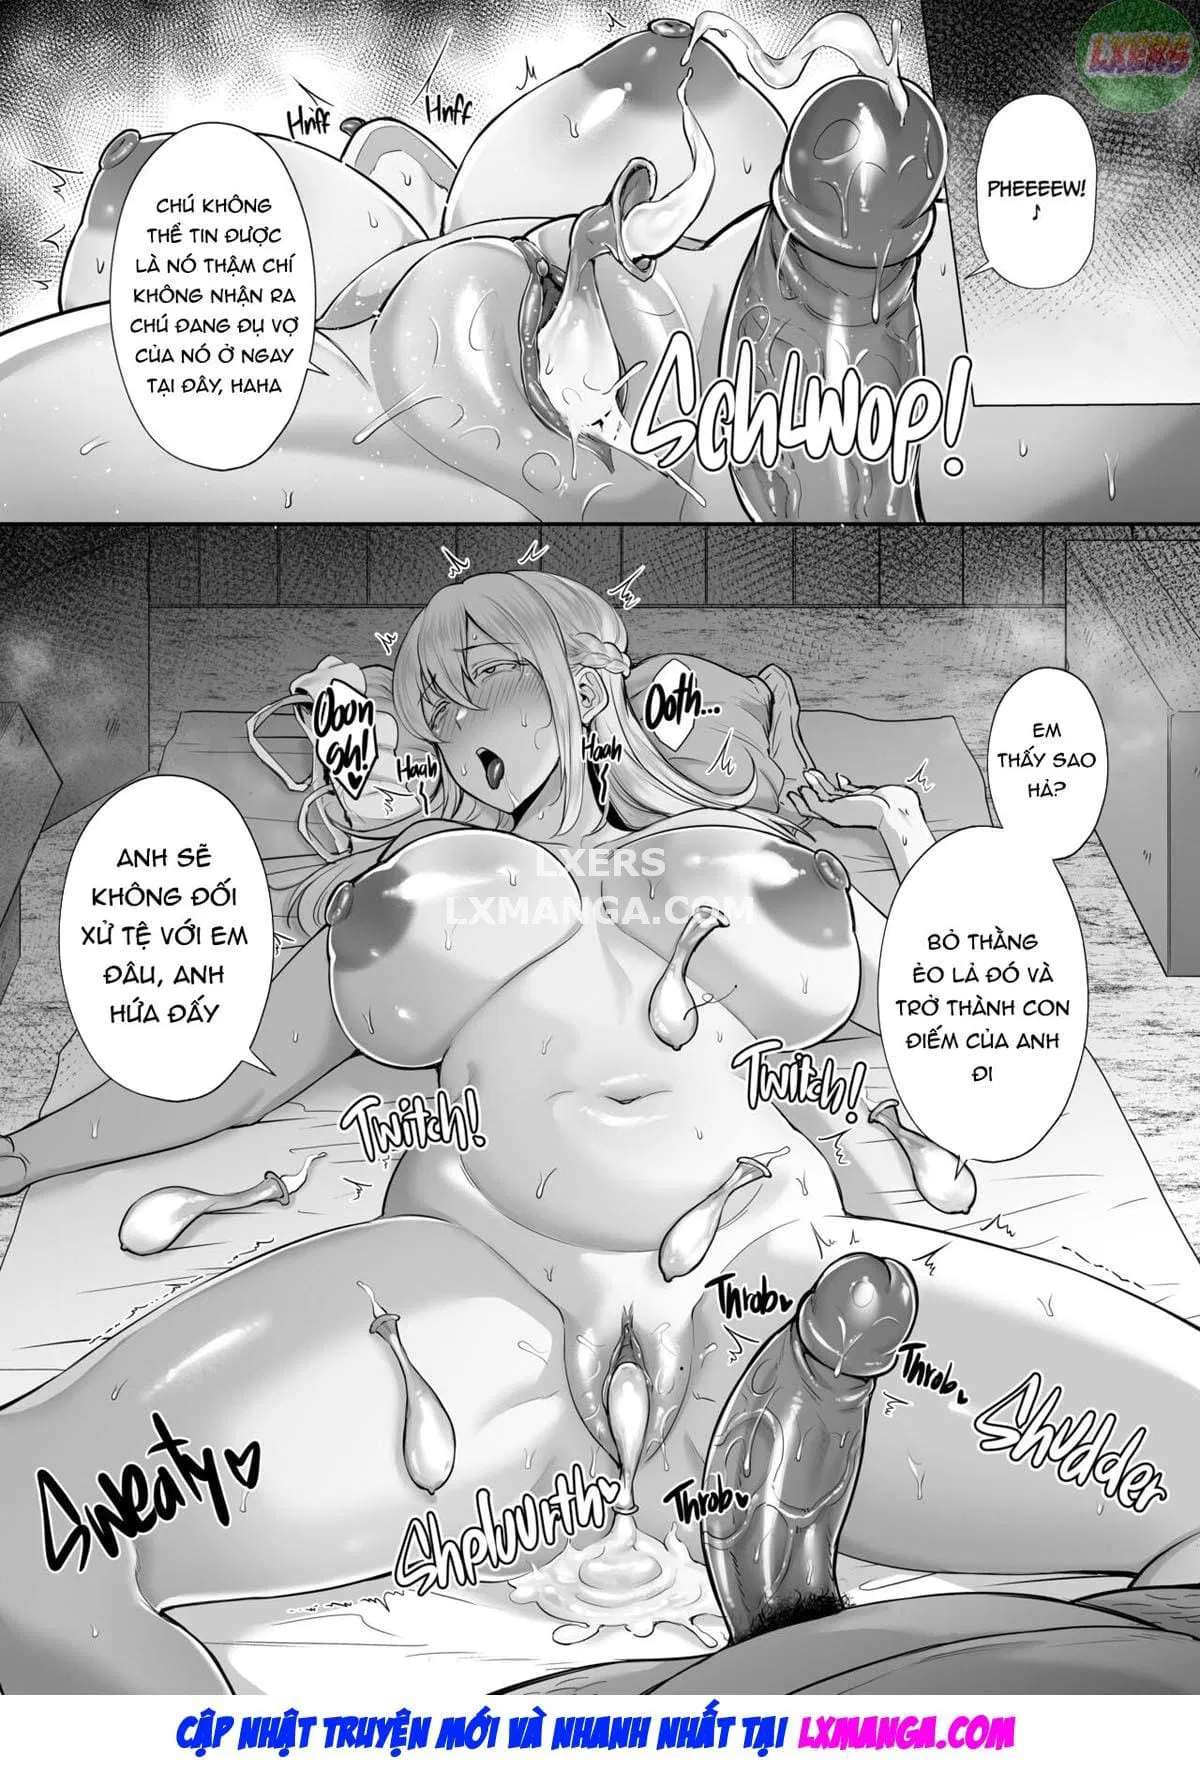 LXERS
PHEEEEW!
♪
HNFF
HNFF
CHÚ KHÔNG
THỂ TIN ĐƯỢC
LÀ NÓ THẬM CHÍ
KHÔNG NHẬN RA
CHÚ ĐANG ĐỤ VỢ
CỦA NÓ Ở NGAY
TẠI ĐÂY, HAHA
SCHLWOP!
EM
THẤY SAO
HẢ?
OOON
GH!
HAAH
HAAH
OOTH...
BỎ THẰNG
ẺO LẢ ĐÓ VÀ
TRỞ THÀNH CON
ĐIẾM CỦA ANH
ĐI
ANH SẼ
KHÔNG ĐỐI
XỬ TỆ VỚI EM
ĐÂU, ANH
HỨA ĐẤY
LXERS
LXMANGA.COM
TWITCH!
TWITCH!
THROB
THROB
THROB
SHUDDER
SWEATY
SHPLUURTH
CẬP NHẬT TRUYỆN MỚI VÀ NHANH NHẤT TẠI LXMANGA.COM